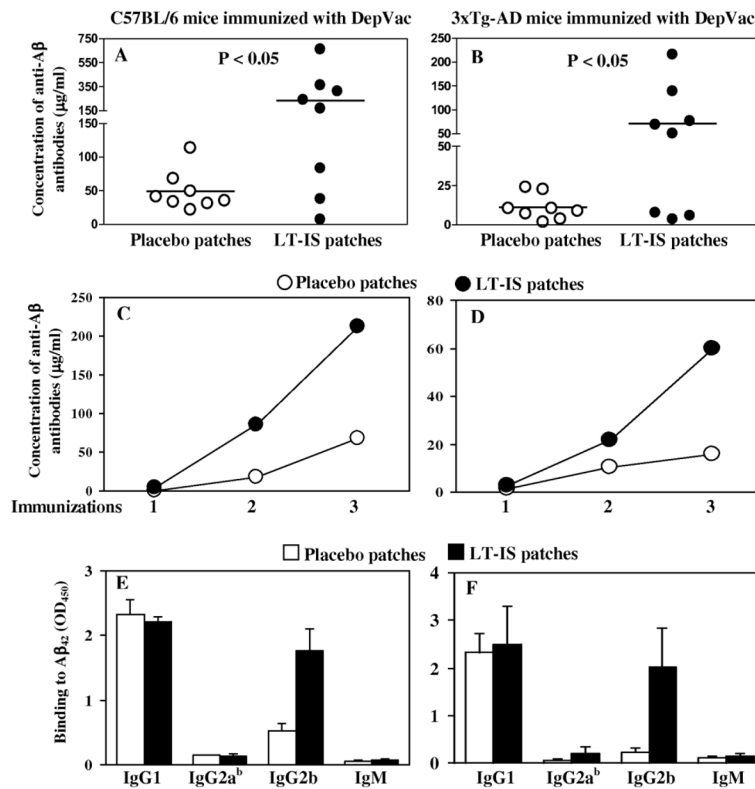 C57BL/6 mice immunized with DepVac 3xTg-AD mice immunized with DepVac
Concentration of anti-Aβ antibodies (µg/ml)
750
550
350
150
150
100
50
0
A
P < 0.05
Placebo patches LT-IS patches
250
200
150
100
50
50
25
0
B
P < 0.05
Placebo patches LT-IS patches
Placebo patches LT-IS patches
Concentration of anti-Aβ antibodies (µg/ml)
250
200
150
100
50
0
C
80
60
40
20
0
D
Immunizations 1 2 3 1 2 3
Placebo patches LT-IS patches
Binding to Aβ42 (OD450)
3
2
1
0
E
IgG1 IgG2ab IgG2b IgM
4
3
2
1
0
F
IgG1 IgG2ab IgG2b IgM